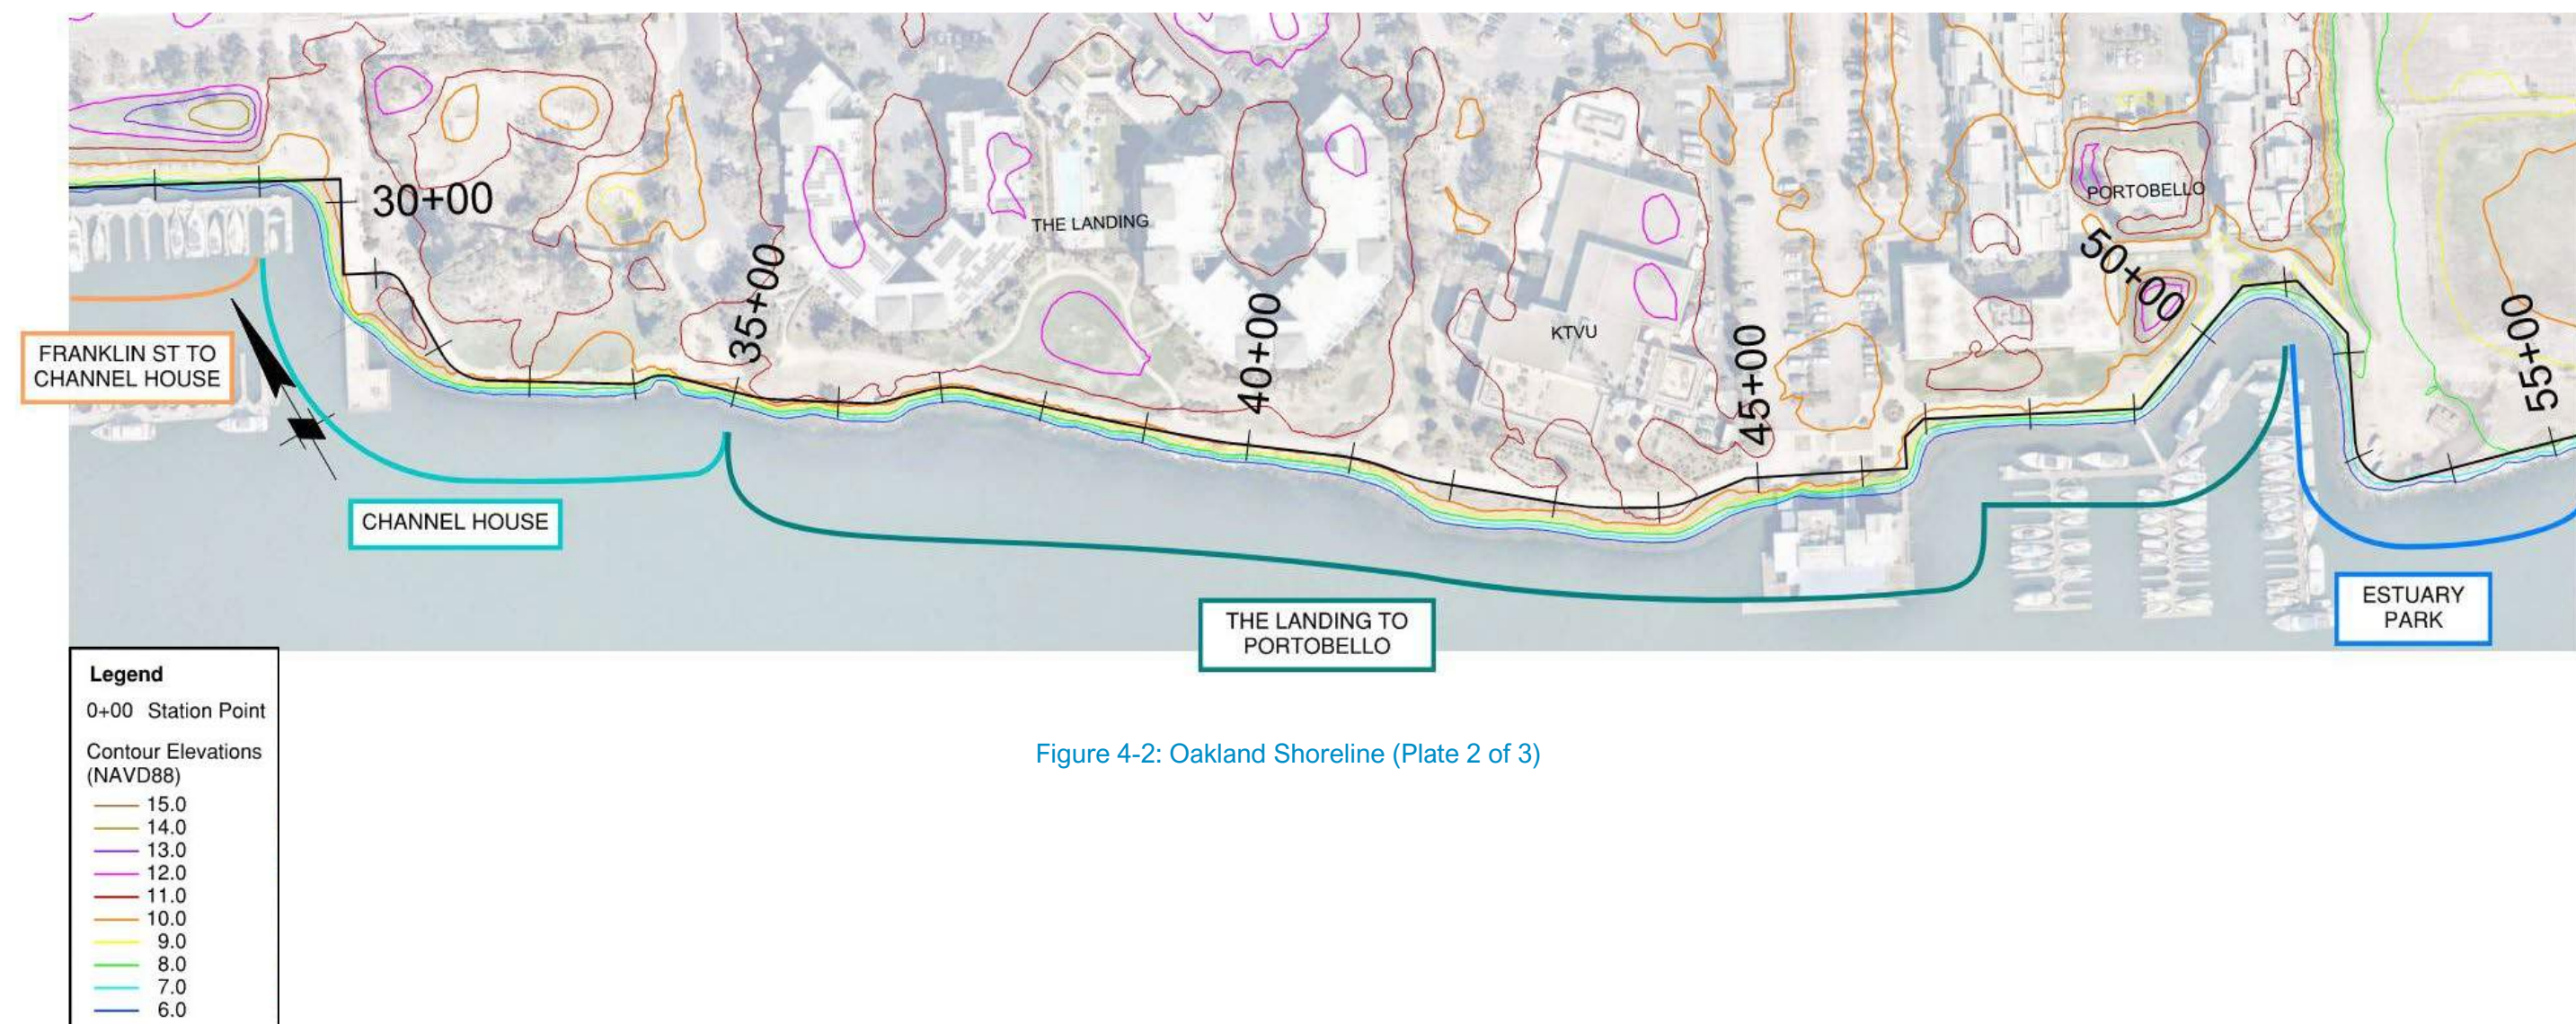 30+00
35+00
THE LANDING
40+00
KTVU
45+00
PORTOBELLO
50+00
55+00
FRANKLIN ST TO
CHANNEL HOUSE
CHANNEL HOUSE
THE LANDING TO
PORTOBELLO
ESTUARY
PARK
Legend
0+00 Station Point
Contour Elevations
(NAVD88)
15.0
14.0
13.0
12.0
11.0
10.0
9.0
8.0
7.0
6.0
Figure 4-2: Oakland Shoreline (Plate 2 of 3)